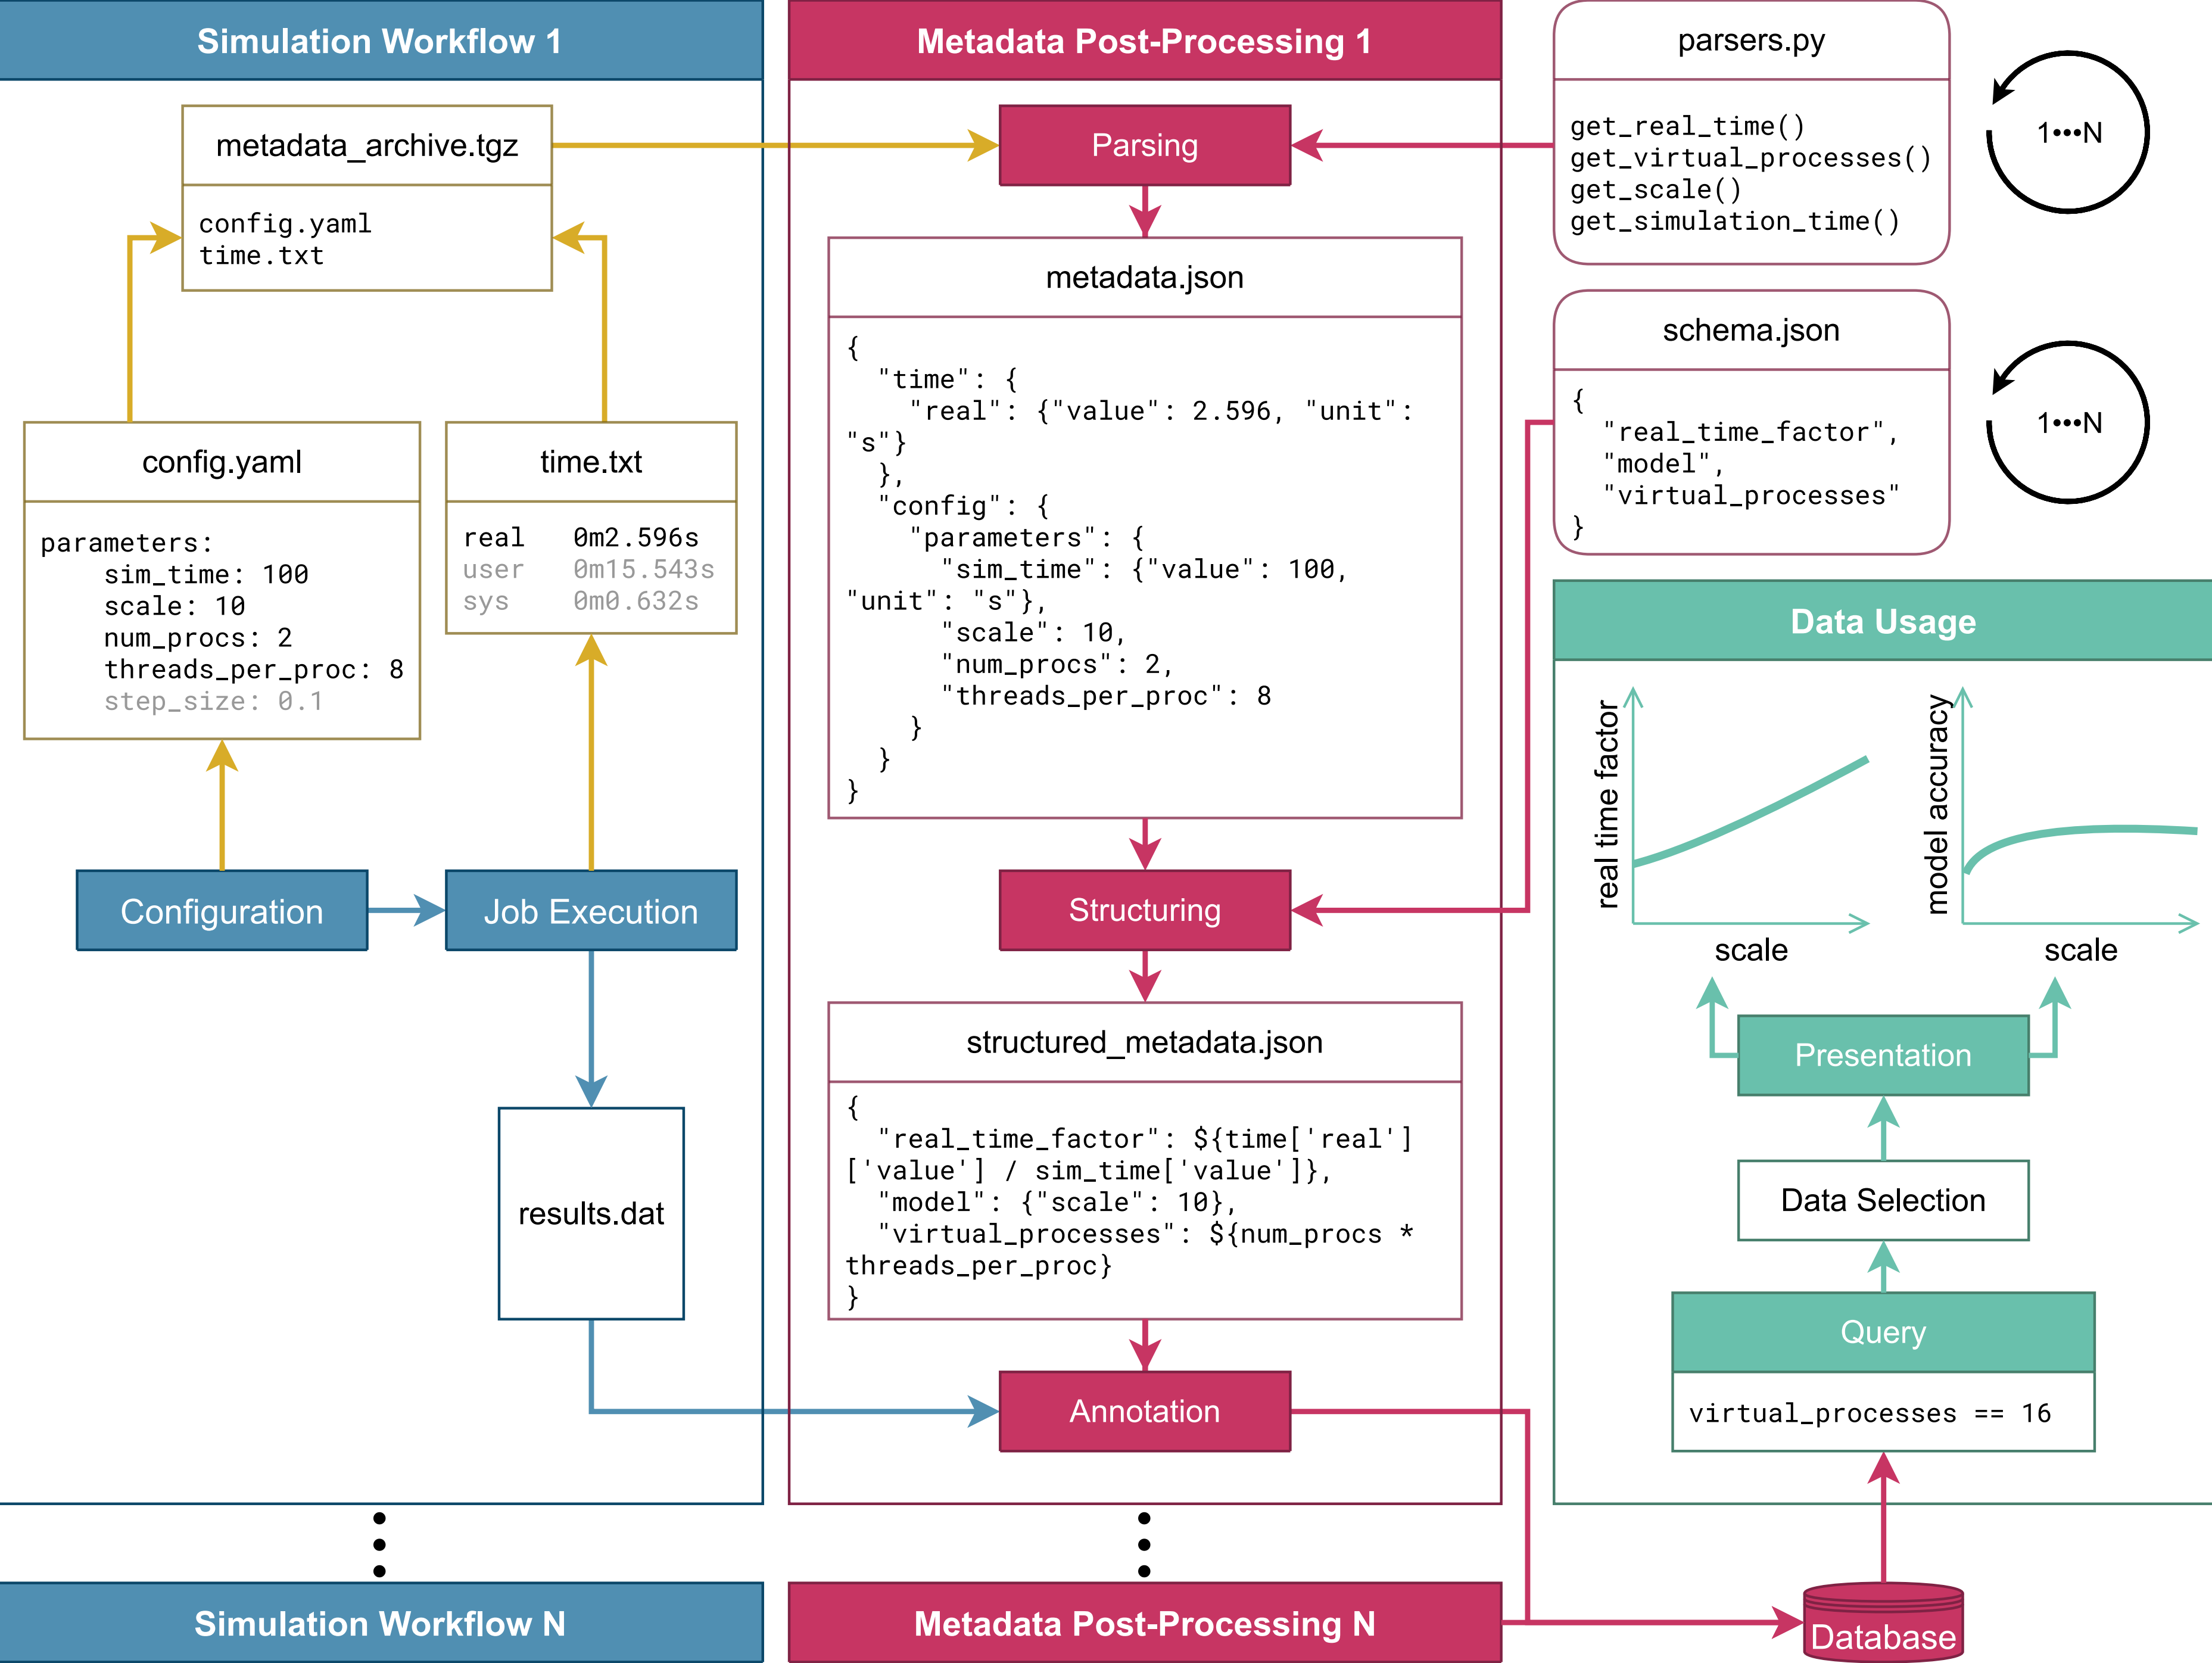 Simulation Workflow 1
metadata_archive.tgz
config.yaml
time.txt
config.yaml
parameters:
    sim_time: 100
    scale: 10
    num_procs: 2
    threads_per_proc: 8
    step_size: 0.1
time.txt
real   0m2.596s
user   0m15.543s
sys    0m0.632s
Configuration
Job Execution
results.dat
Simulation Workflow N
Metadata Post-Processing 1
Parsing
metadata.json
{
  "time": {
    "real": {"value": 2.596, "unit":
"s"}
  },
  "config": {
    "parameters": {
      "sim_time": {"value": 100,
"unit": "s"},
      "scale": 10,
      "num_procs": 2,
      "threads_per_proc": 8
    }
  }
}
Structuring
structured_metadata.json
{
  "real_time_factor": ${time['real']
['value'] / sim_time['value']},
  "model": {"scale": 10},
  "virtual_processes": ${num_procs *
threads_per_proc}
}
Annotation
Metadata Post-Processing N
parsers.py
get_real_time()
get_virtual_processes()
get_scale()
get_simulation_time()
1•••N
schema.json
{
  "real_time_factor",
  "model",
  "virtual_processes"
}
1•••N
Data Usage
real time factor
scale
model accuracy
scale
Presentation
Data Selection
Query
virtual_processes == 16
Database